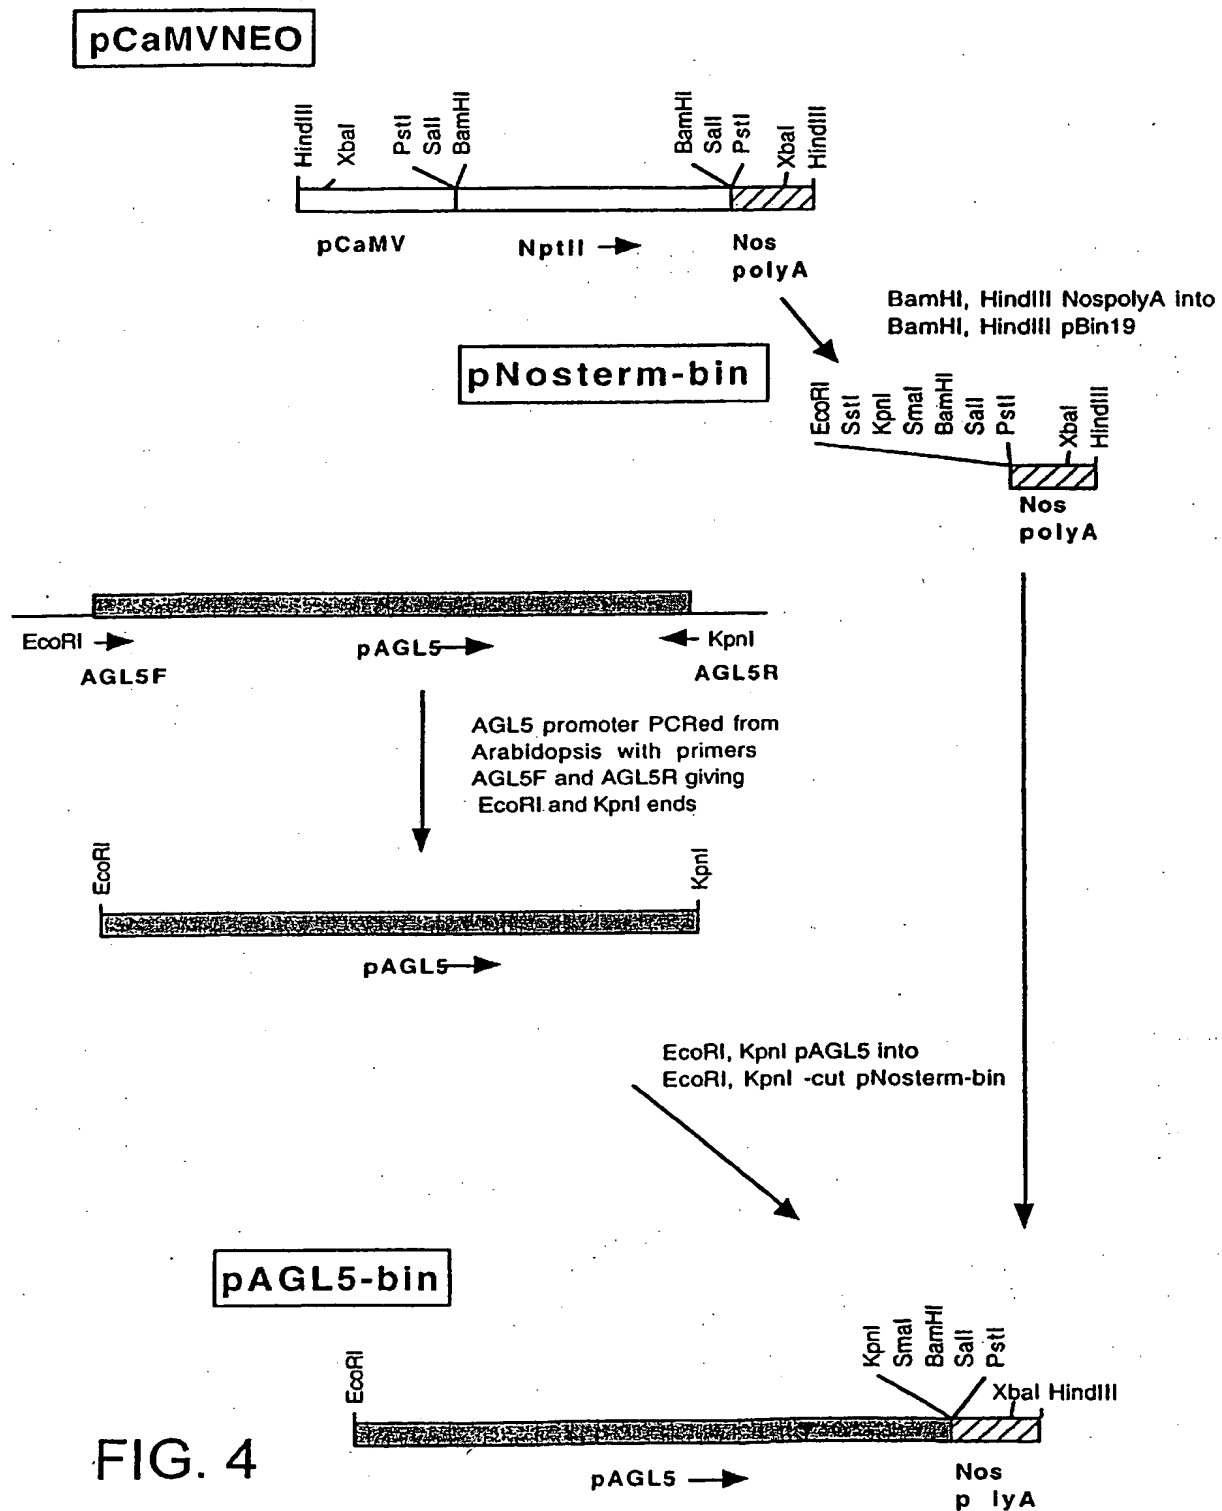 pCaMVNEO
HindIII
XbaI
PstI
SalI
BamHI
BamHI
SalI
PstI
XbaI
HindIII
pCaMV
NptII
Nos
polyA
BamHI, HindIII NospolyA into
BamHI, HindIII pBin19
pNosterm-bin
EcoRI
SstI
KpnI
SmaI
BamHI
SalI
PstI
XbaI
HindIII
Nos
polyA
EcoRI
pAGL5
KpnI
AGL5F
AGL5R
AGL5 promoter PCRed from
Arabidopsis with primers
AGL5F and AGL5R giving
EcoRI and KpnI ends
EcoRI
KpnI
pAGL5
EcoRI, KpnI pAGL5 into
EcoRI, KpnI -cut pNosterm-bin
pAGL5-bin
EcoRI
KpnI
SmaI
BamHI
SalI
PstI
XbaI HindIII
FIG. 4
pAGL5
Nos
p lyA